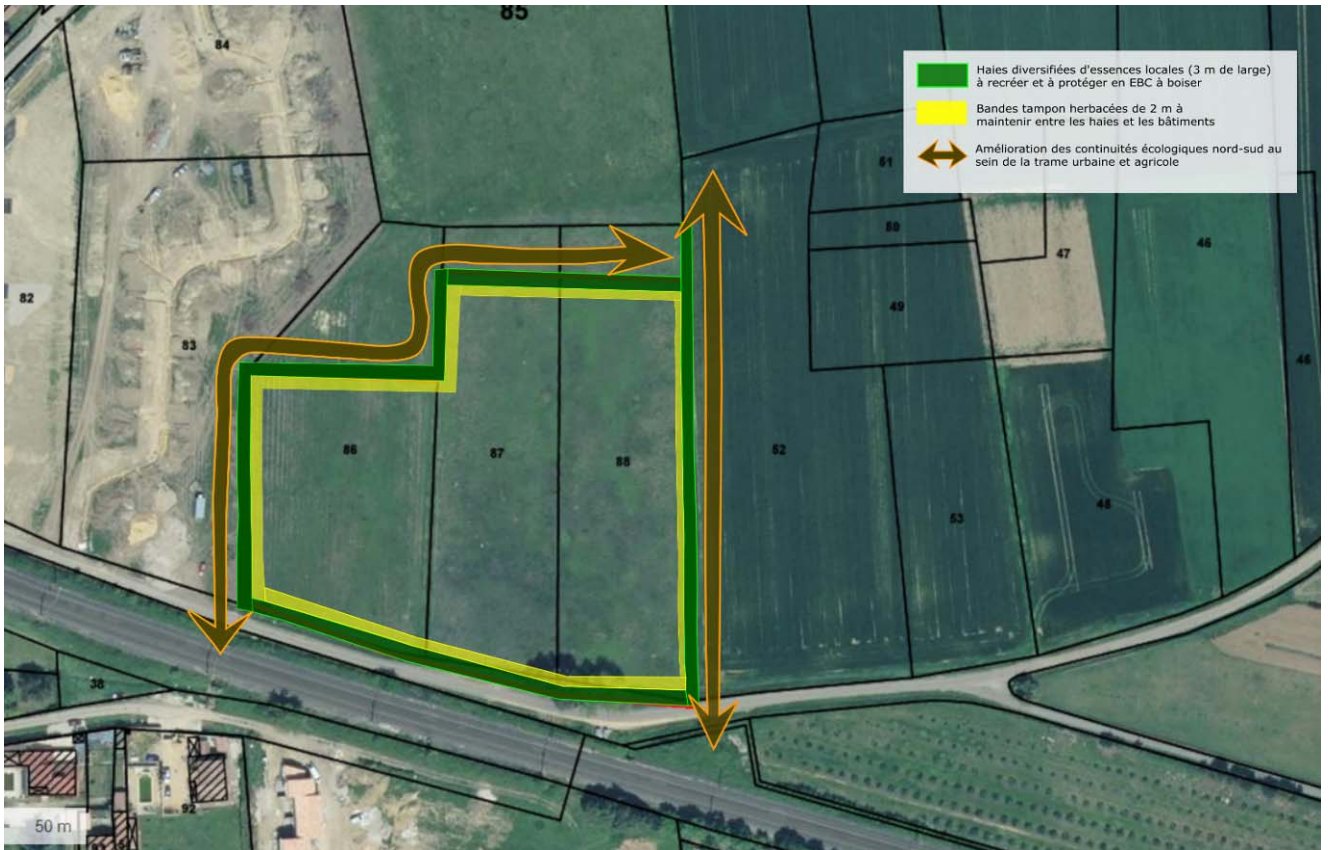 85
84
Haies diversifiées d'essences locales (3 m de large)
à recréer et à protéger en EBC à boiser
Bandes tampon herbacées de 2 m à
maintenir entre les haies et les bâtiments
Amélioration des continuités écologiques nord-sud au
sein de la trame urbaine et agricole
51
50
46
47
82
49
83
46
86
87
88
52
48
53
38
92
50 m